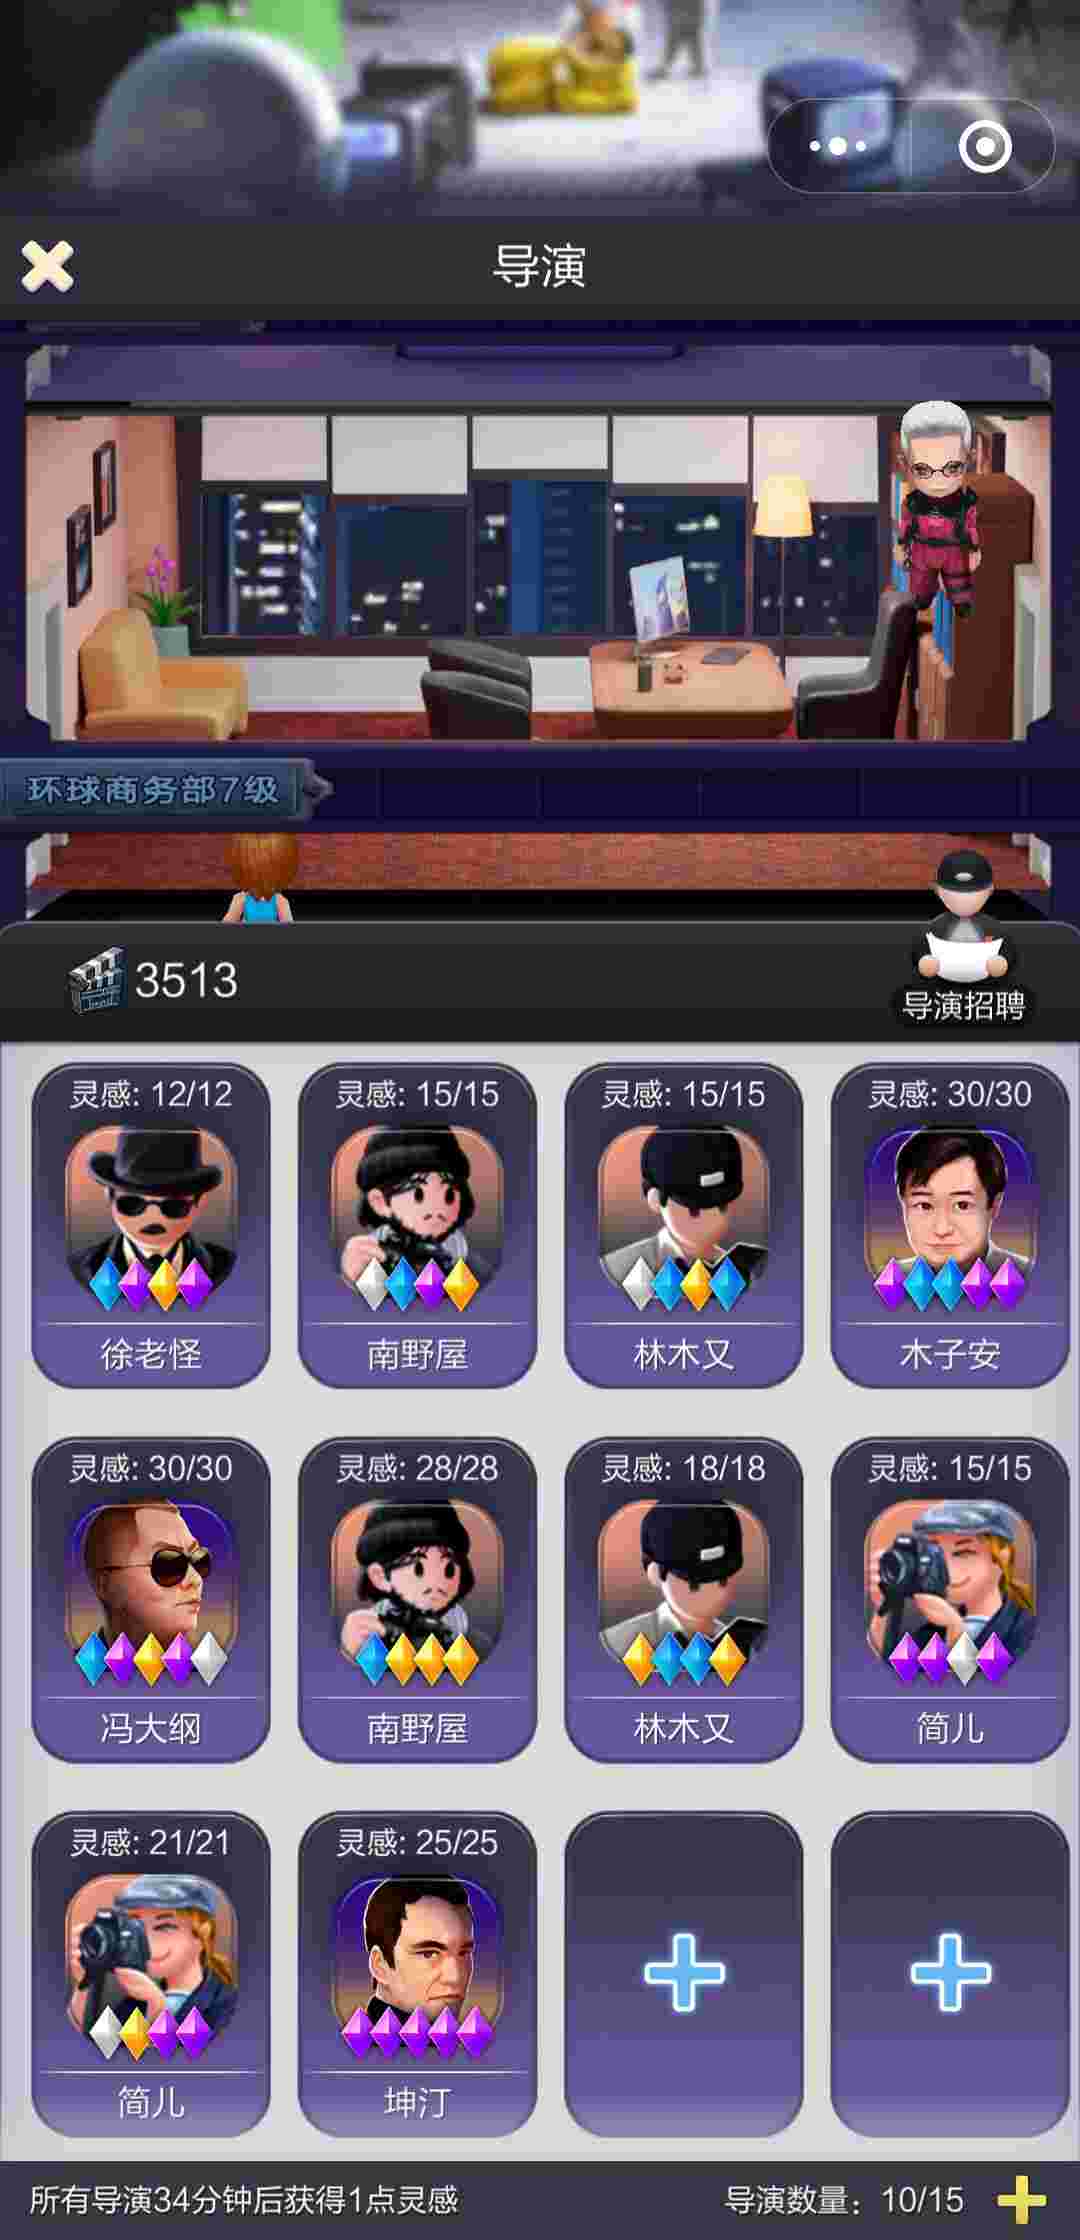 导演
环球商务部7级
3513
导演招聘
灵感: 12/12
灵感: 15/15
灵感: 15/15
灵感: 30/30
徐老怪
南野屋
林木又
木子安
灵感: 30/30
灵感: 28/28
灵感: 18/18
灵感: 15/15
冯大纲
南野屋
林木又
简儿
灵感: 21/21
灵感: 25/25
简儿
坤汀
所有导演34分钟后获得1点灵感
导演数量：10/15